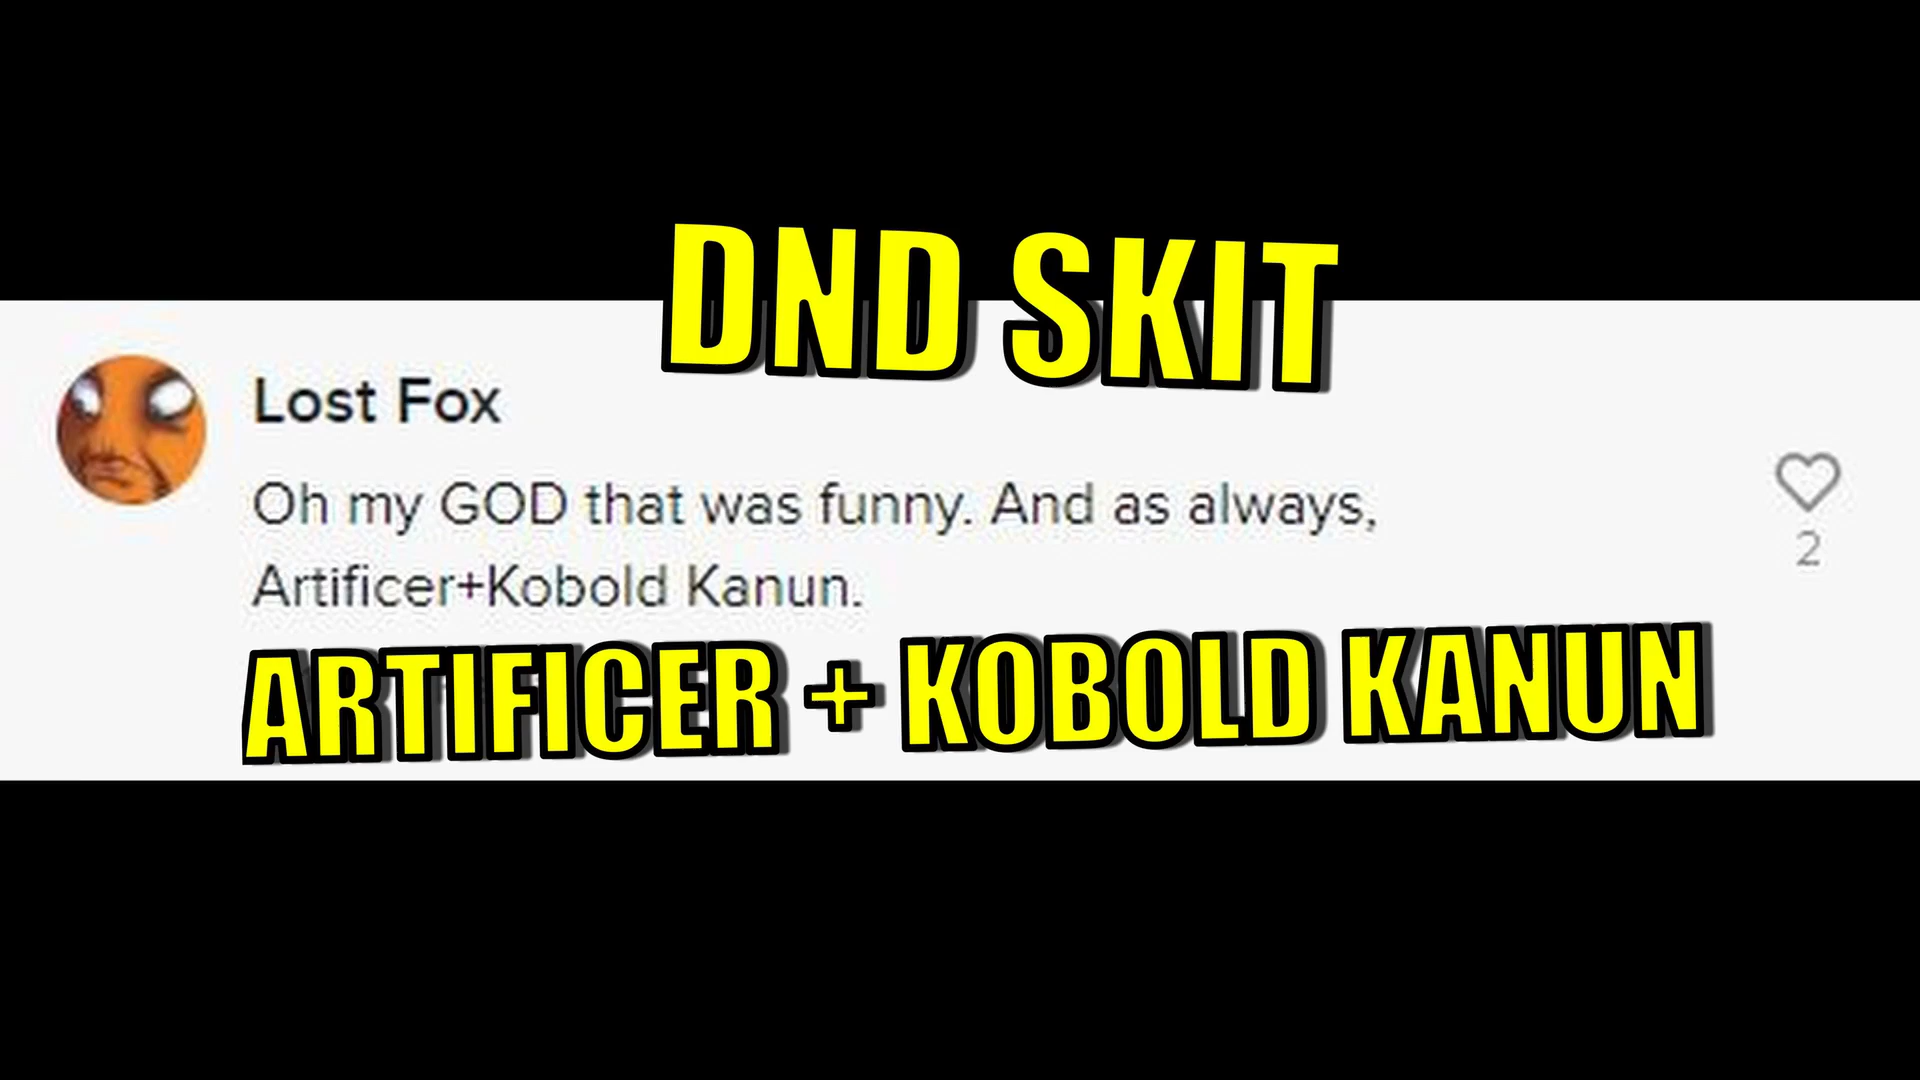 DND SKIT
Lost Fox
Oh my GOD that was funny. And as always,
Artificer+Kobold Kanun.
2
ARTIFICER + KOBOLD KANUN